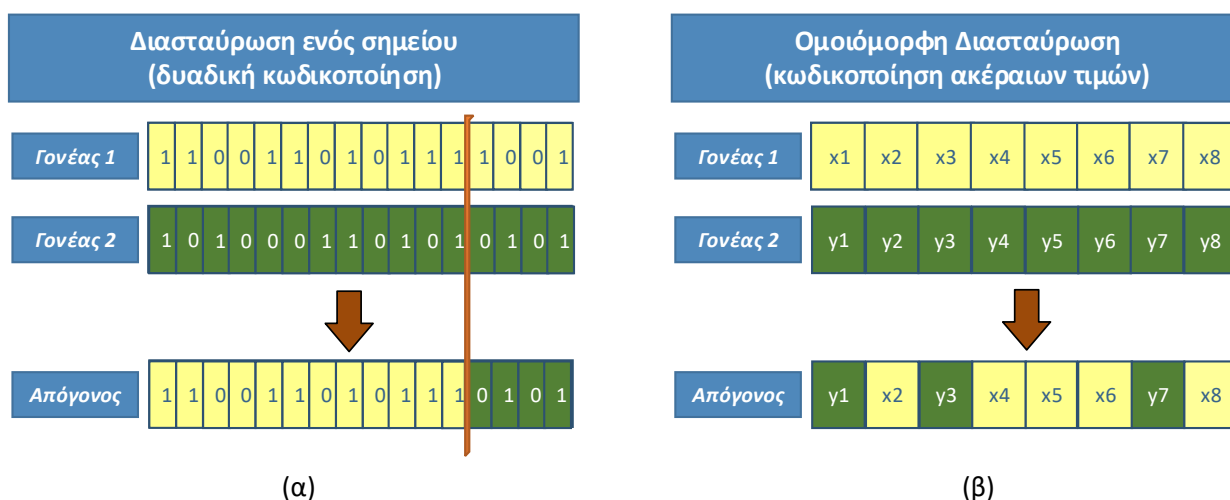 Διασταύρωση ενός σημείου
(δυαδική κωδικοποίηση)
Γονέας 1 1 1 0 0 1 1 0 1 0 1 1 1 1 0 0 1
Γονέας 2 1 0 1 0 0 0 1 1 0 1 0 1 0 1 0 1
Απόγονος 1 1 0 0 1 1 0 1 0 1 1 1 0 1 0 1
(α)
Ομοιόμορφη Διασταύρωση
(κωδικοποίηση ακέραιων τιμών)
Γονέας 1 x1 x2 x3 x4 x5 x6 x7 x8
Γονέας 2 y1 y2 y3 y4 y5 y6 y7 y8
Απόγονος y1 x2 y3 x4 x5 x6 y7 x8
(β)